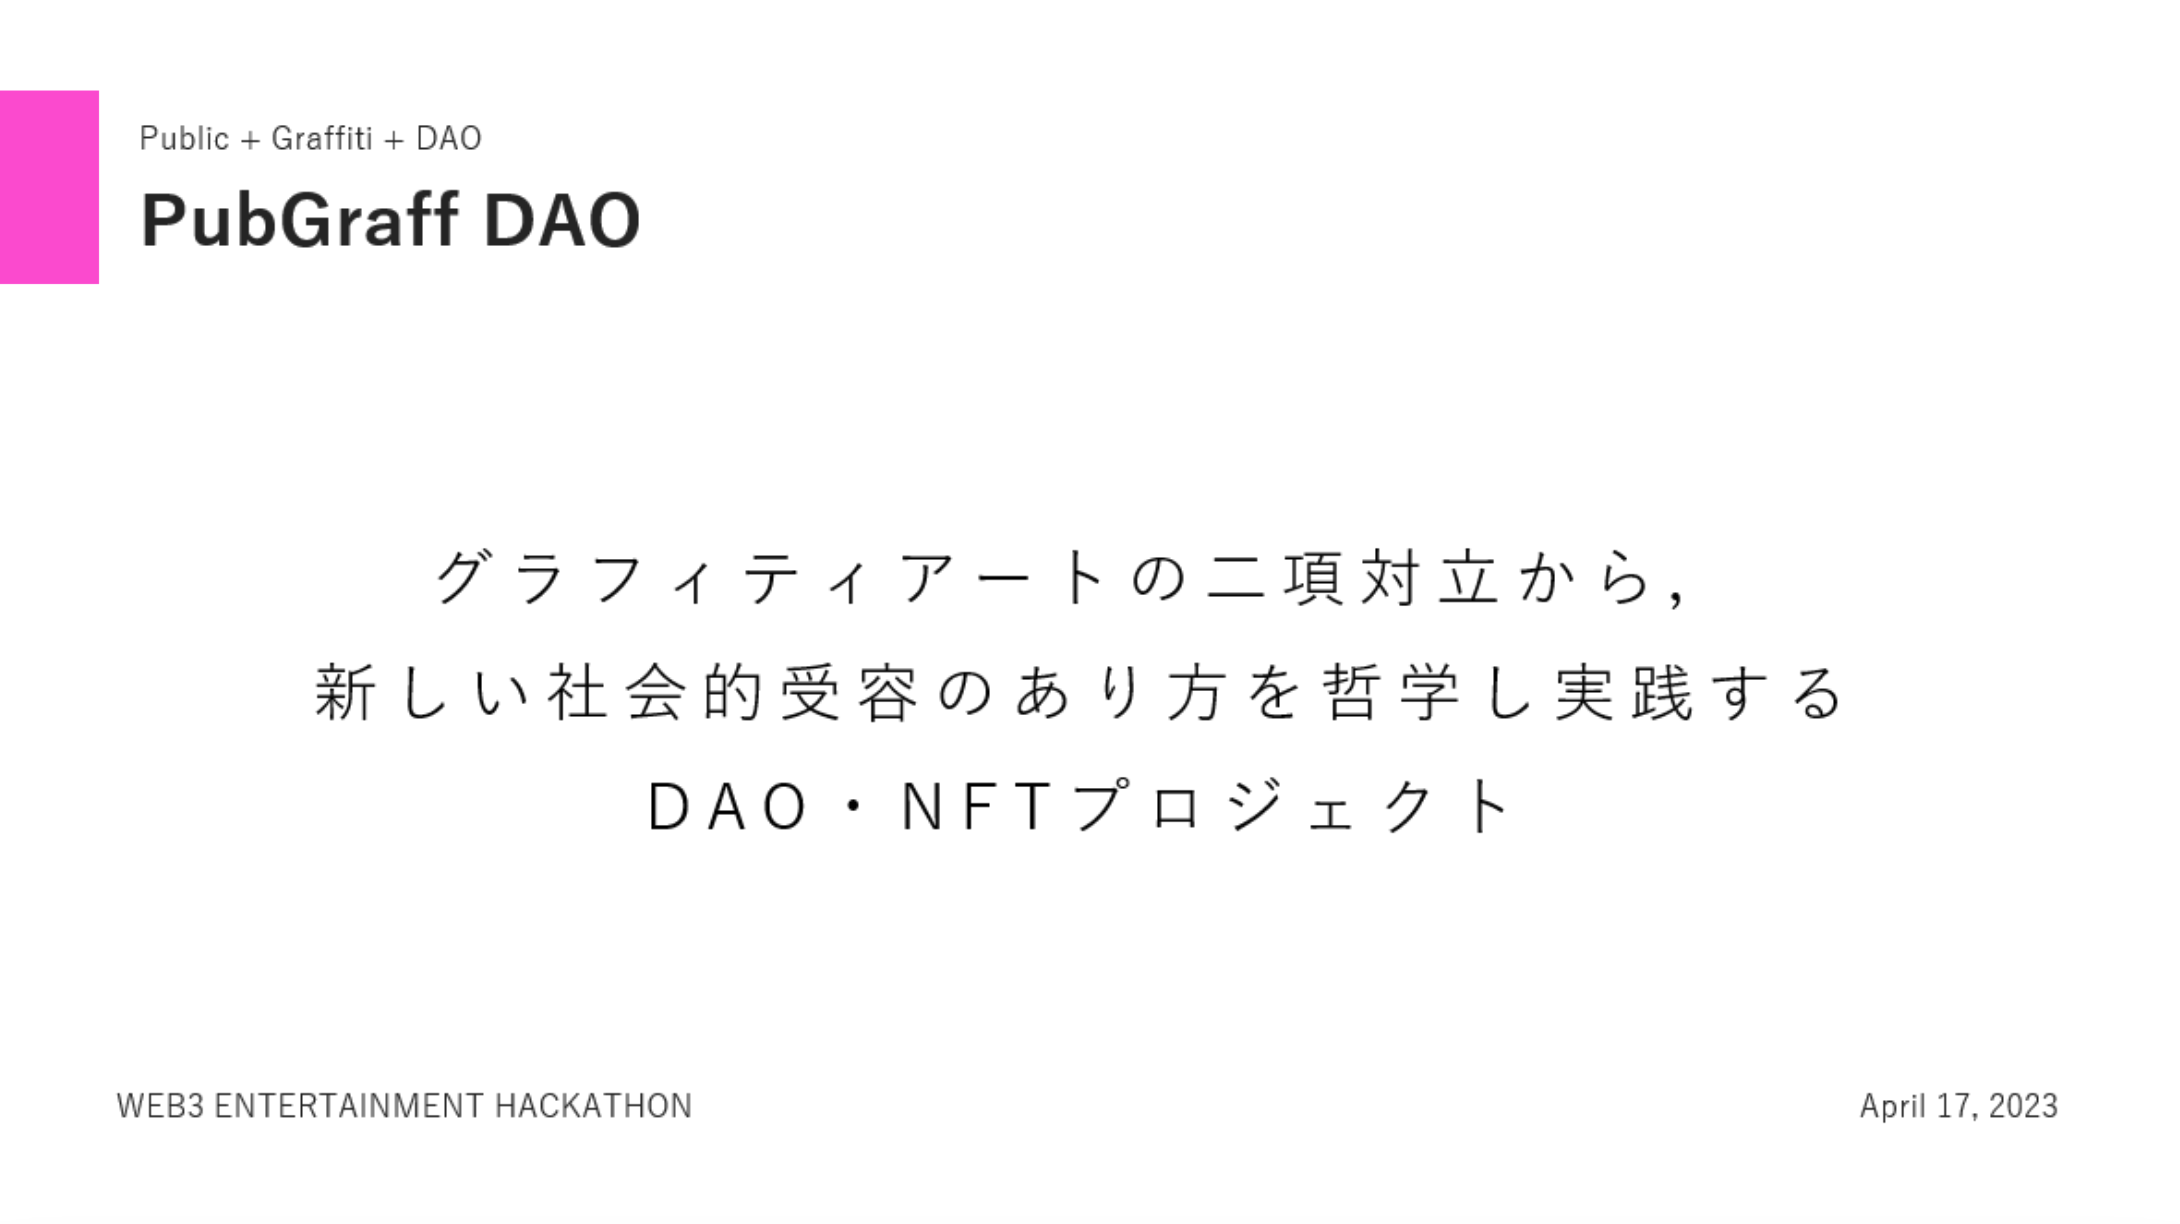 Public + Graffiti + DAO
PubGraff DAO
グラフィティアートの二項対立から,
新しい社会的受容のあり方を哲学し実践する
DAO・NFTプロジェクト
WEB3 ENTERTAINMENT HACKATHON
April 17, 2023